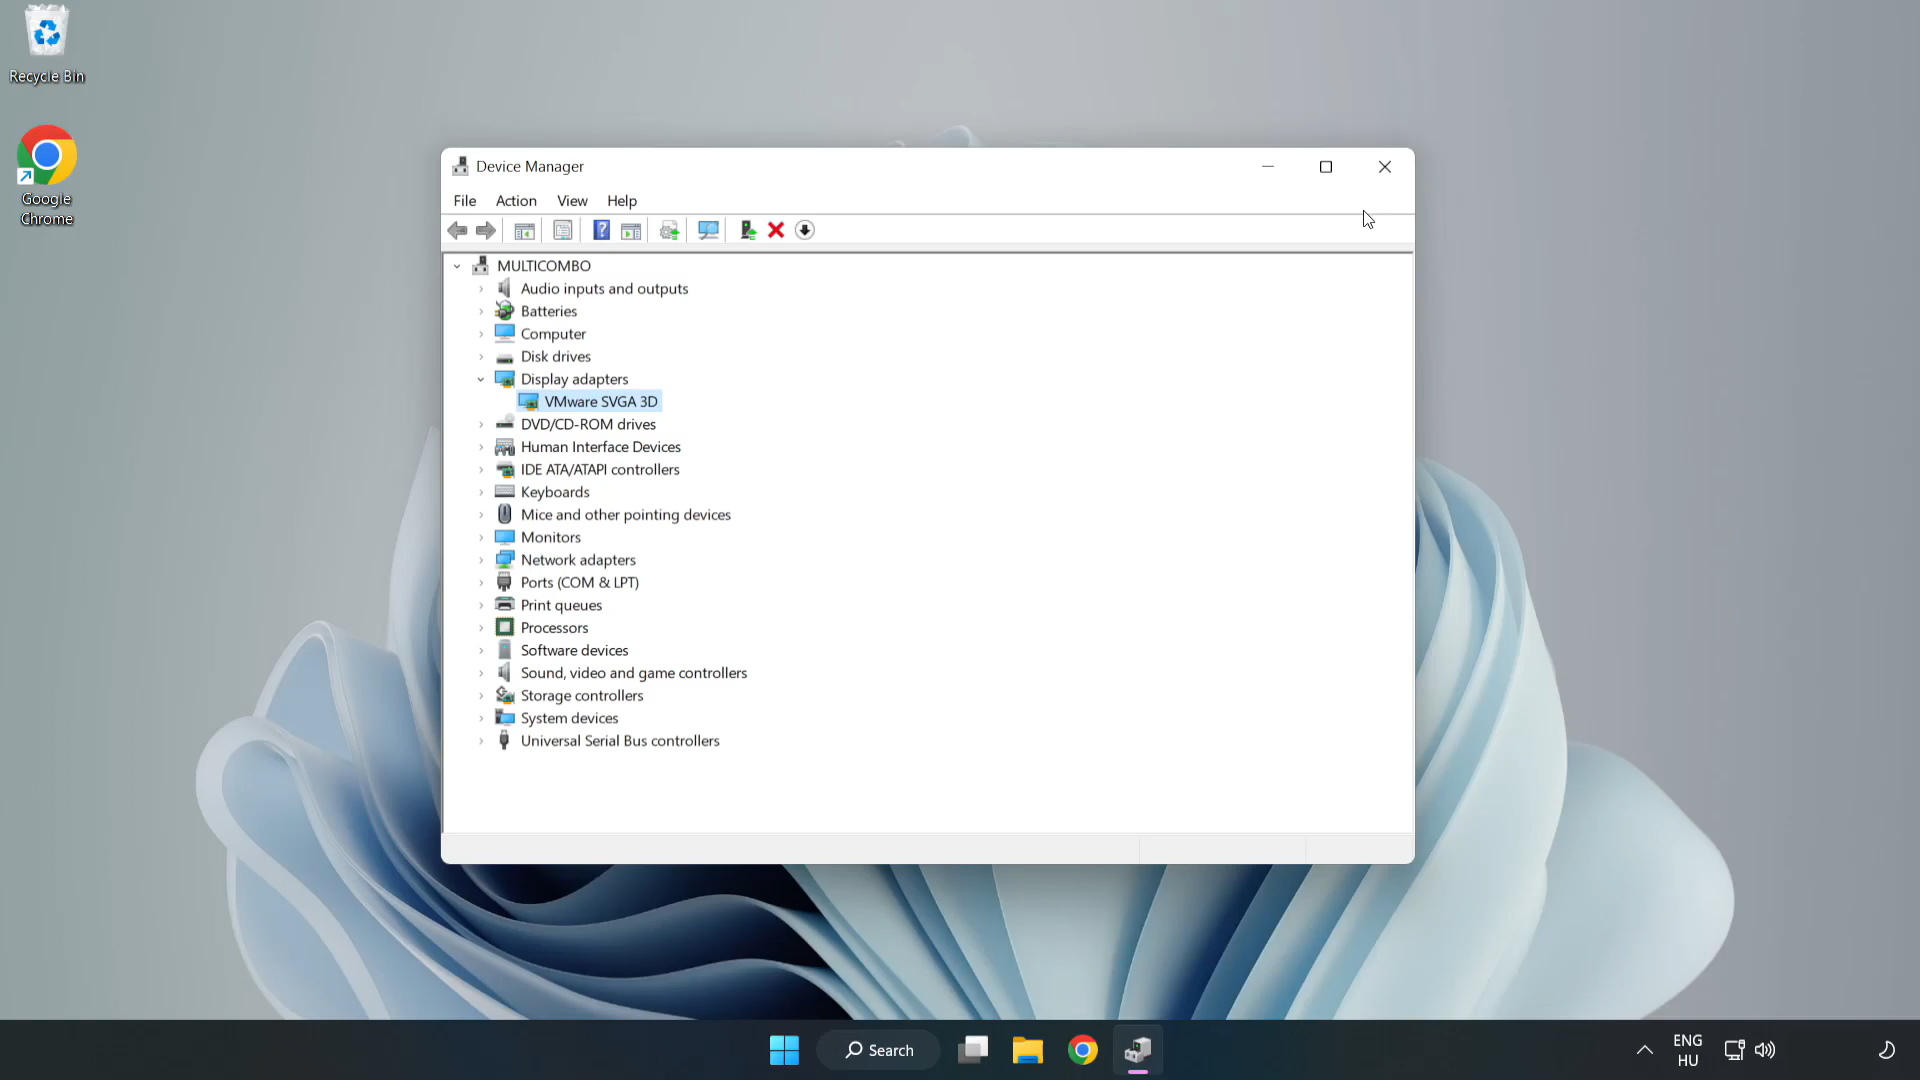 Recycle Bin
Google
Chrome
Device Manager
File Action View Help
MULTICOMBO
Audio inputs and outputs
Batteries
Computer
Disk drives
Display adapters
VMware SVGA 3D
DVD/CD-ROM drives
Human Interface Devices
IDE ATA/ATAPI controllers
Keyboards
Mice and other pointing devices
Monitors
Network adapters
Ports (COM & LPT)
Print queues
Processors
Software devices
Sound, video and game controllers
Storage controllers
System devices
Universal Serial Bus controllers
Search
ENG
HU